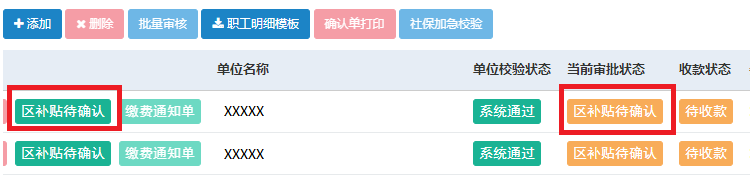 添加 删除 批量审核 职工明细模板 确认单打印 社保加急校验
单位名称 单位校验状态 当前审批状态 收款状态
区补贴待确认 缴费通知单 XXXXX 系统通过 区补贴待确认 待收款
区补贴待确认 缴费通知单 XXXXX 系统通过 区补贴待确认 待收款